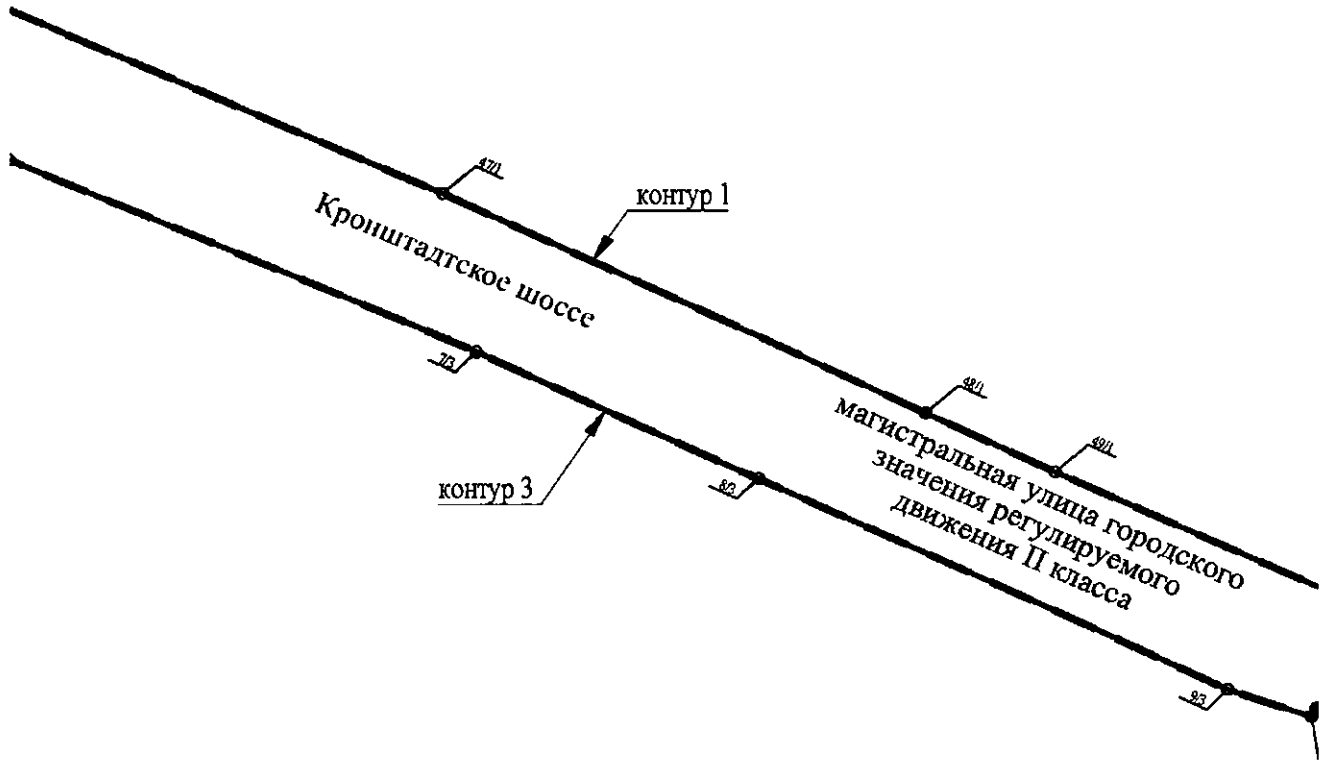 47/1
контур 1
Кронштадтское шоссе
7/3
48/1
магистральная улица городского
значения регулируемого
движения II класса
49/1
контур 3
8/3
9/3